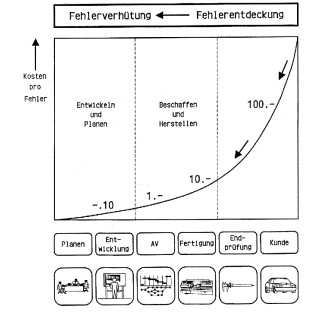 Fehlerverhütung ← Fehlerentdeckung
Kosten
pro
Fehler
Entwickeln
und
Planen
Beschaffen
und
Herstellen
100.-
10.-
1.-
-.10
Planen
Ent-
wicklung
AV
Fertigung
End-
prüfung
Kunde